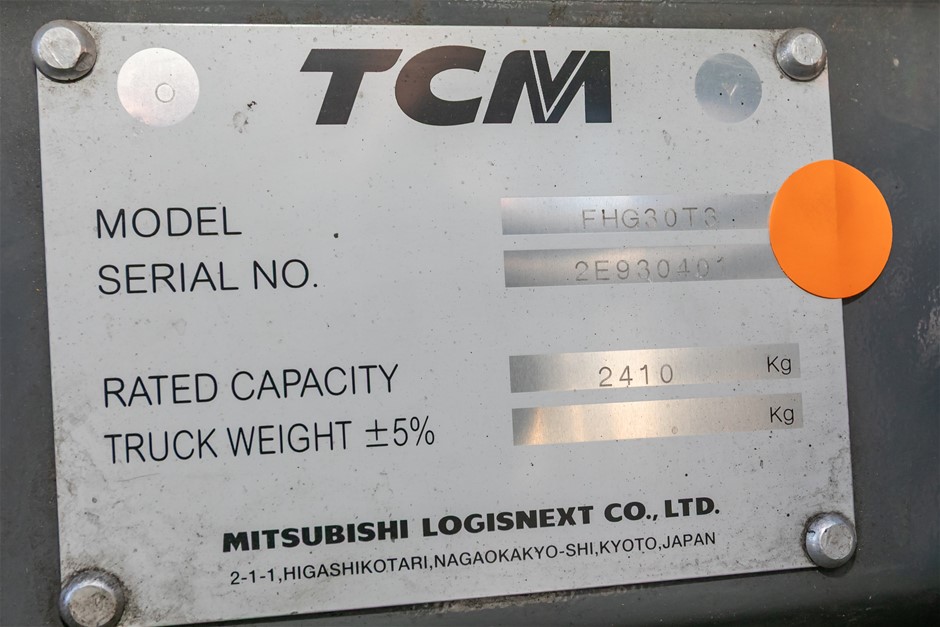 TCM
MODEL FHG30T3
SERIAL NO. 2E93040
RATED CAPACITY 2410 Kg
TRUCK WEIGHT ±5% Kg
MITSUBISHI LOGISNEXT CO., LTD.
2-1-1,HIGASHIKOTARI,NAGAOKAKYO-SHI,KYOTO,JAPAN